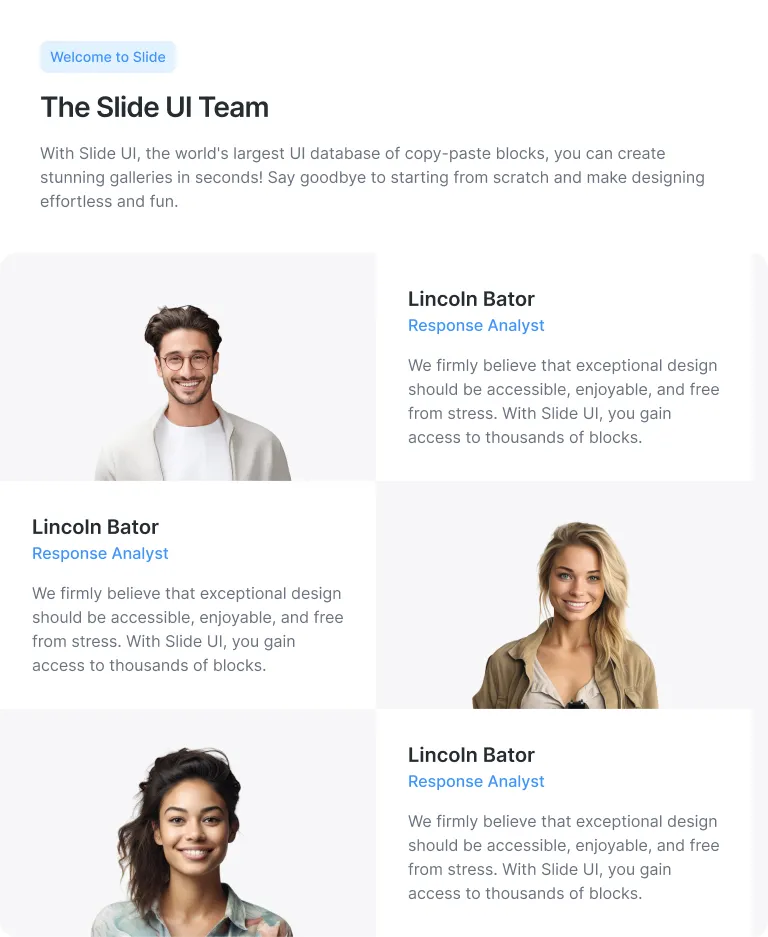 Welcome to Slide
The Slide UI Team
With Slide UI, the world's largest UI database of copy-paste blocks, you can create
stunning galleries in seconds! Say goodbye to starting from scratch and make designing
effortless and fun.
Lincoln Bator
Response Analyst
We firmly believe that exceptional design
should be accessible, enjoyable, and free
from stress. With Slide UI, you gain
access to thousands of blocks.
Lincoln Bator
Response Analyst
We firmly believe that exceptional design
should be accessible, enjoyable, and free
from stress. With Slide UI, you gain
access to thousands of blocks.
Lincoln Bator
Response Analyst
We firmly believe that exceptional design
should be accessible, enjoyable, and free
from stress. With Slide UI, you gain
access to thousands of blocks.